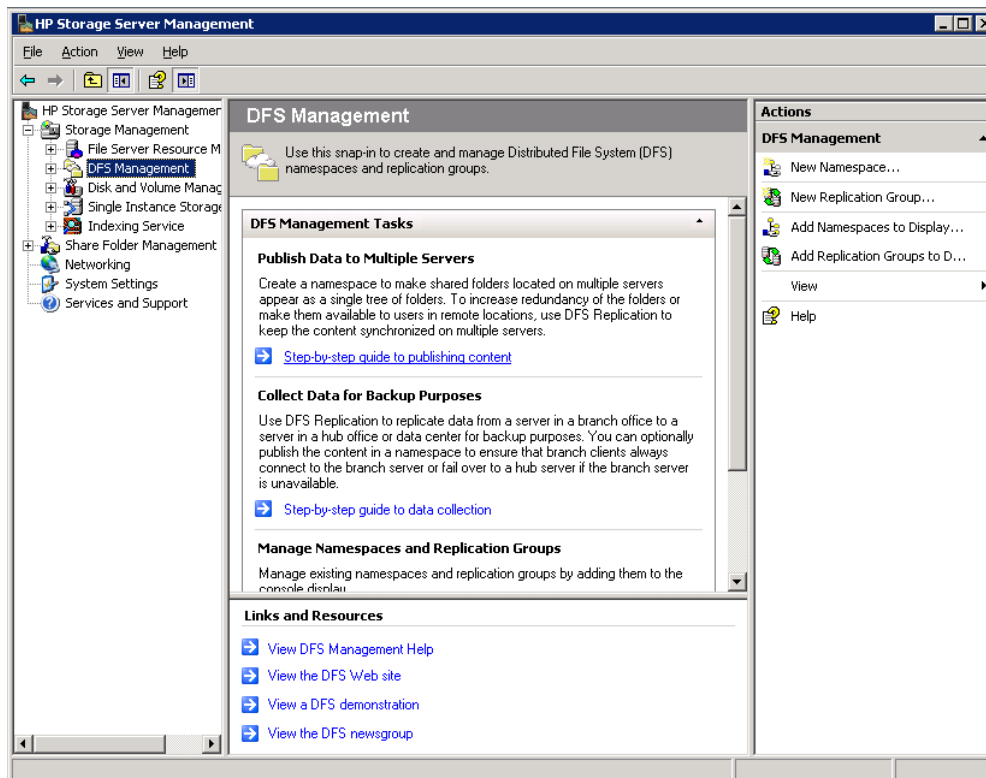 HP Storage Server Management
File Action View Help
HP Storage Server Managemer
Storage Management
File Server Resource M
DFS Management
Disk and Volume Manag
Single Instance Storage
Indexing Service
Share Folder Management
Networking
System Settings
Services and Support
DFS Management
Use this snap-in to create and manage Distributed File System (DFS)
namespaces and replication groups.
DFS Management Tasks
Publish Data to Multiple Servers
Create a namespace to make shared folders located on multiple servers
appear as a single tree of folders. To increase redundancy of the folders or
make them available to users in remote locations, use DFS Replication to
keep the content synchronized on multiple servers.
Step-by-step guide to publishing content
Collect Data for Backup Purposes
Use DFS Replication to replicate data from a server in a branch office to a
server in a hub office or data center for backup purposes. You can optionally
publish the content in a namespace to ensure that branch clients always
connect to the branch server or fail over to a hub server if the branch server
is unavailable.
Step-by-step guide to data collection
Manage Namespaces and Replication Groups
Manage existing namespaces and replication groups by adding them to the
console display.
Links and Resources
View DFS Management Help
View the DFS Web site
View a DFS demonstration
View the DFS newsgroup
Actions
DFS Management
New Namespace...
New Replication Group...
Add Namespaces to Display...
Add Replication Groups to D...
View
Help